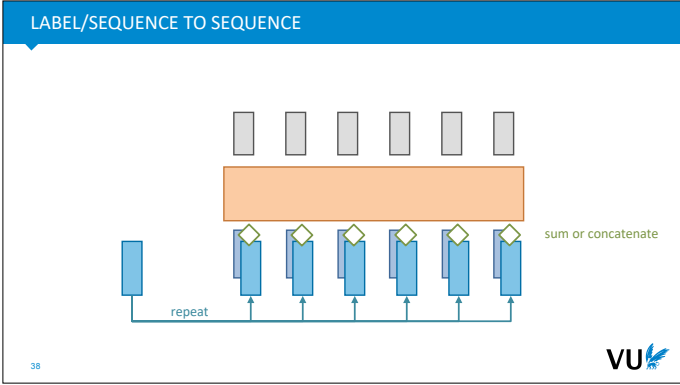 LABEL/SEQUENCE TO SEQUENCE
sum or concatenate
repeat
38
VU